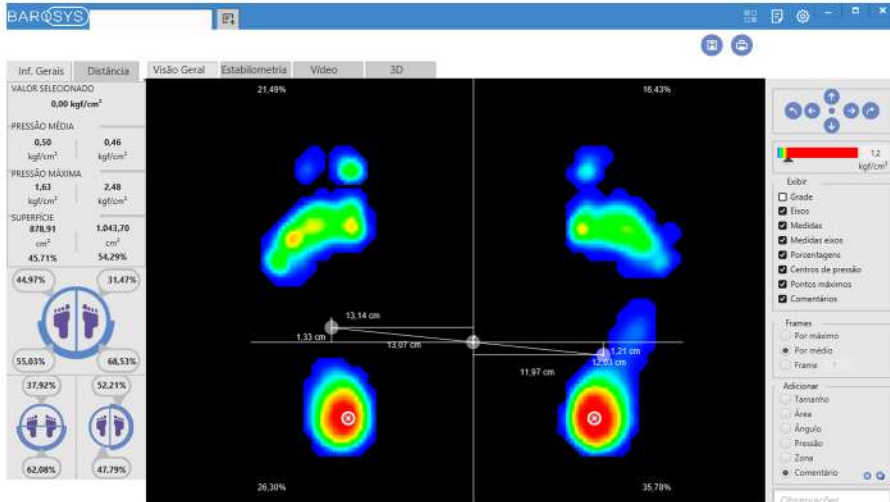 BAROSYS
Inf. Gerais Distância Visão Geral Estabilometria Vídeo 3D
VALOR SELECIONADO
0,00 kgf/cm²
PRESSÃO MÉDIA
0,50 0,46
kgf/cm² kgf/cm²
PRESSÃO MÁXIMA
1,63 2,48
kgf/cm² kgf/cm²
SUPERFÍCIE
878,91 1.043,70
cm² cm²
45,71% 54,29%
44,97% 31,47%
55,03% 68,53%
37,92% 52,21%
62,08% 47,79%
21,49% 16,43%
13,14 cm
1,33 cm
13,07 cm
1,21 cm
12,03 cm
11,97 cm
26,30% 35,78%
1,2
kgf/cm²
Exibir
Grade
Eixos
Medidas
Medidas eixos
Porcentagens
Centros de pressão
Pontos máximos
Comentários
Frames
Por máximo
Por médio
Frame 1
Adicionar
Tamanho
Área
Ângulo
Pressão
Zona
Comentário
Observações